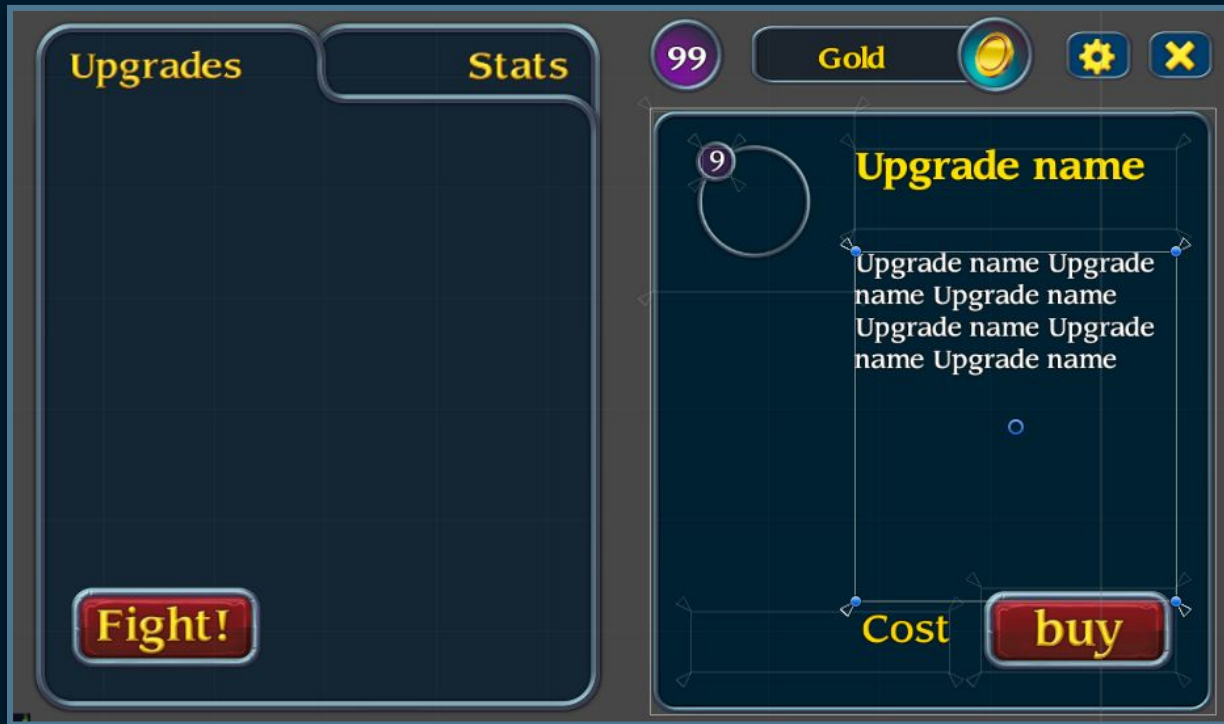 Upgrades
Stats
99
Gold
9
Upgrade name
Upgrade name Upgrade
name Upgrade name
Upgrade name Upgrade
name Upgrade name
Fight!
Cost
buy